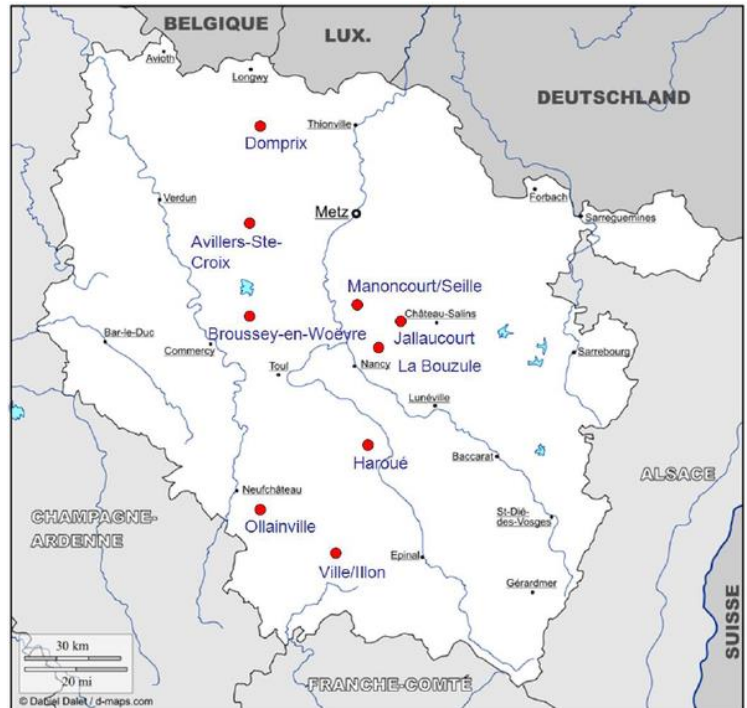 BELGIQUE
LUX.
Avioth
Longwy
DEUTSCHLAND
Thionville
Domprix
Verdun
Forbach
Metz
Sarreguemines
Avillers-Ste-
Croix
Manoncourt/Seille
Château-Salins
Broussey-en-Woëvre
Jallaucourt
Bar-le-Duc
Commercy
Sarrebourg
Toul
Nancy
La Bouzule
Lunéville
Haroué
Baccarat
ALSACE
Neufchâteau
CHAMPAGNE-
ARDENNE
Ollainville
St-Dié-
des-Vosges
Epinal
Ville/Illon
Gérardmer
SUISSE
30 km
20 mi
FRANCHE-COMTÉ
© Daniel Dalet / d-maps.com